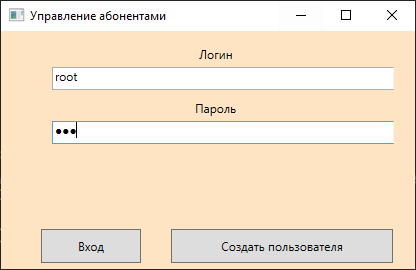 Управление абонентами
Логин
root
Пароль
●●●
Вход
Создать пользователя